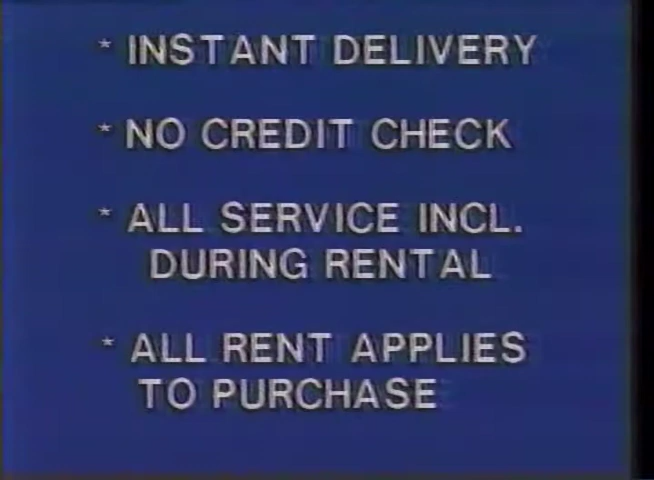 * INSTANT DELIVERY
* NO CREDIT CHECK
* ALL SERVICE INCL.
DURING RENTAL
* ALL RENT APPLIES
TO PURCHASE